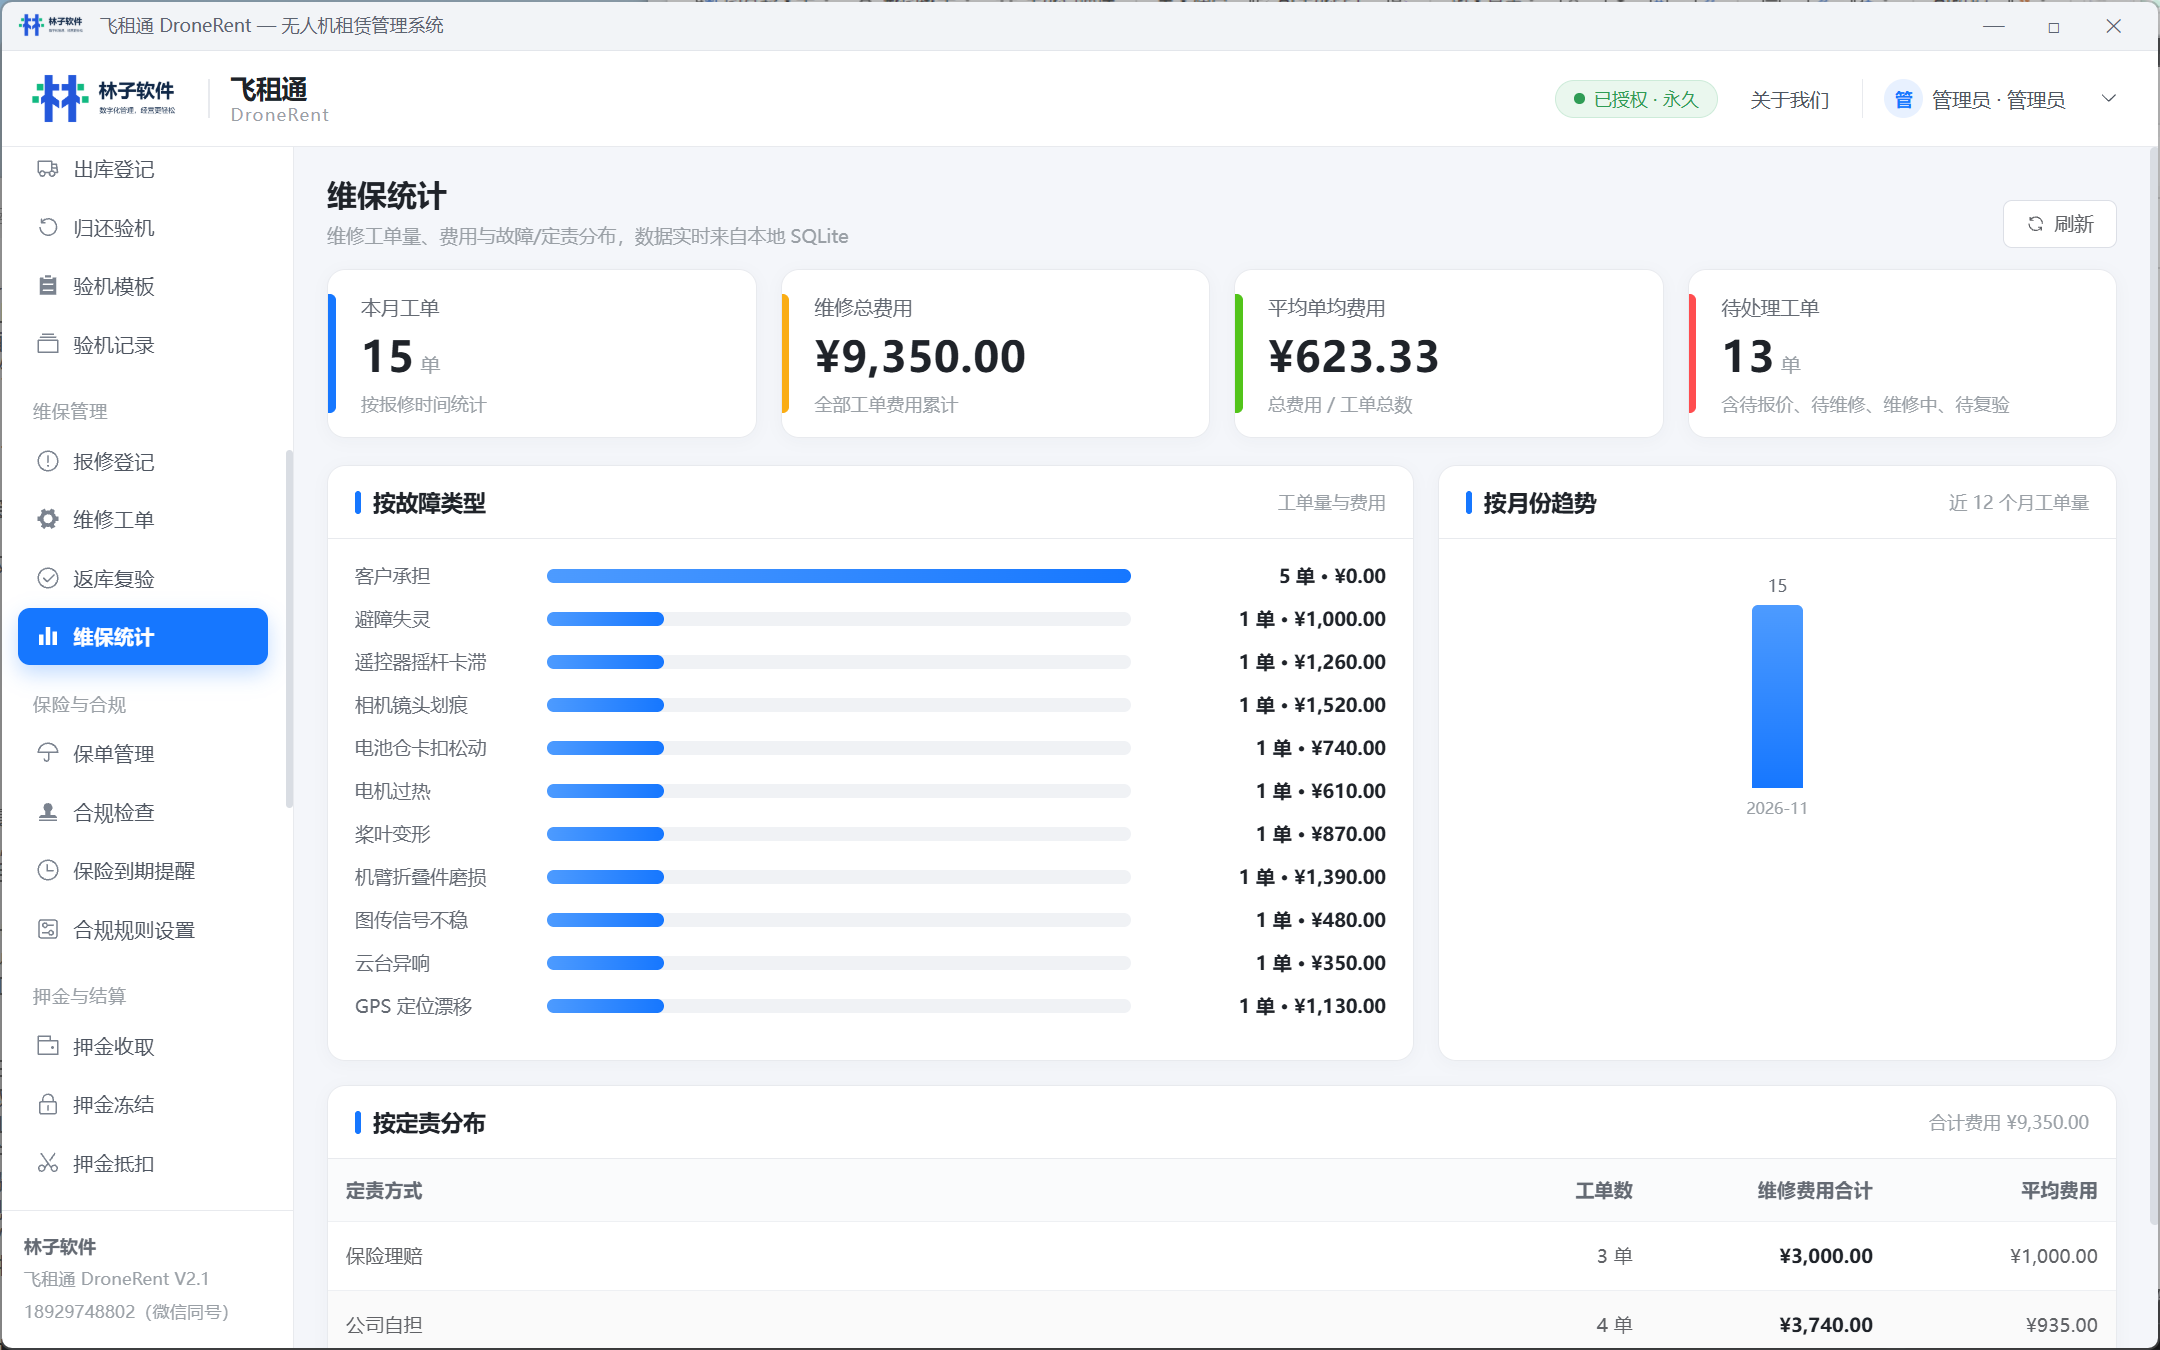 林子软件
飞租通 DroneRent — 无人机租赁管理系统
林子软件
数字化管理，经营更轻松
飞租通
DroneRent
已授权 · 永久
关于我们
管
管理员 · 管理员
出库登记
归还验机
验机模板
验机记录
维保管理
报修登记
维修工单
返库复验
维保统计
保险与合规
保单管理
合规检查
保险到期提醒
合规规则设置
押金与结算
押金收取
押金冻结
押金抵扣
林子软件
飞租通 DroneRent V2.1
18929748802（微信同号）
维保统计
维修工单量、费用与故障/定责分布，数据实时来自本地 SQLite
刷新
本月工单
15 单
按报修时间统计
维修总费用
¥9,350.00
全部工单费用累计
平均单均费用
¥623.33
总费用 / 工单总数
待处理工单
13 单
含待报价、待维修、维修中、待复验
按故障类型
工单量与费用
客户承担 5 单 • ¥0.00
避障失灵 1 单 • ¥1,000.00
遥控器摇杆卡滞 1 单 • ¥1,260.00
相机镜头划痕 1 单 • ¥1,520.00
电池仓卡扣松动 1 单 • ¥740.00
电机过热 1 单 • ¥610.00
桨叶变形 1 单 • ¥870.00
机臂折叠件磨损 1 单 • ¥1,390.00
图传信号不稳 1 单 • ¥480.00
云台异响 1 单 • ¥350.00
GPS 定位漂移 1 单 • ¥1,130.00
按月份趋势
近 12 个月工单量
15
2026-11
按定责分布
合计费用 ¥9,350.00
定责方式 工单数 维修费用合计 平均费用
保险理赔 3 单 ¥3,000.00 ¥1,000.00
公司自担 4 单 ¥3,740.00 ¥935.00